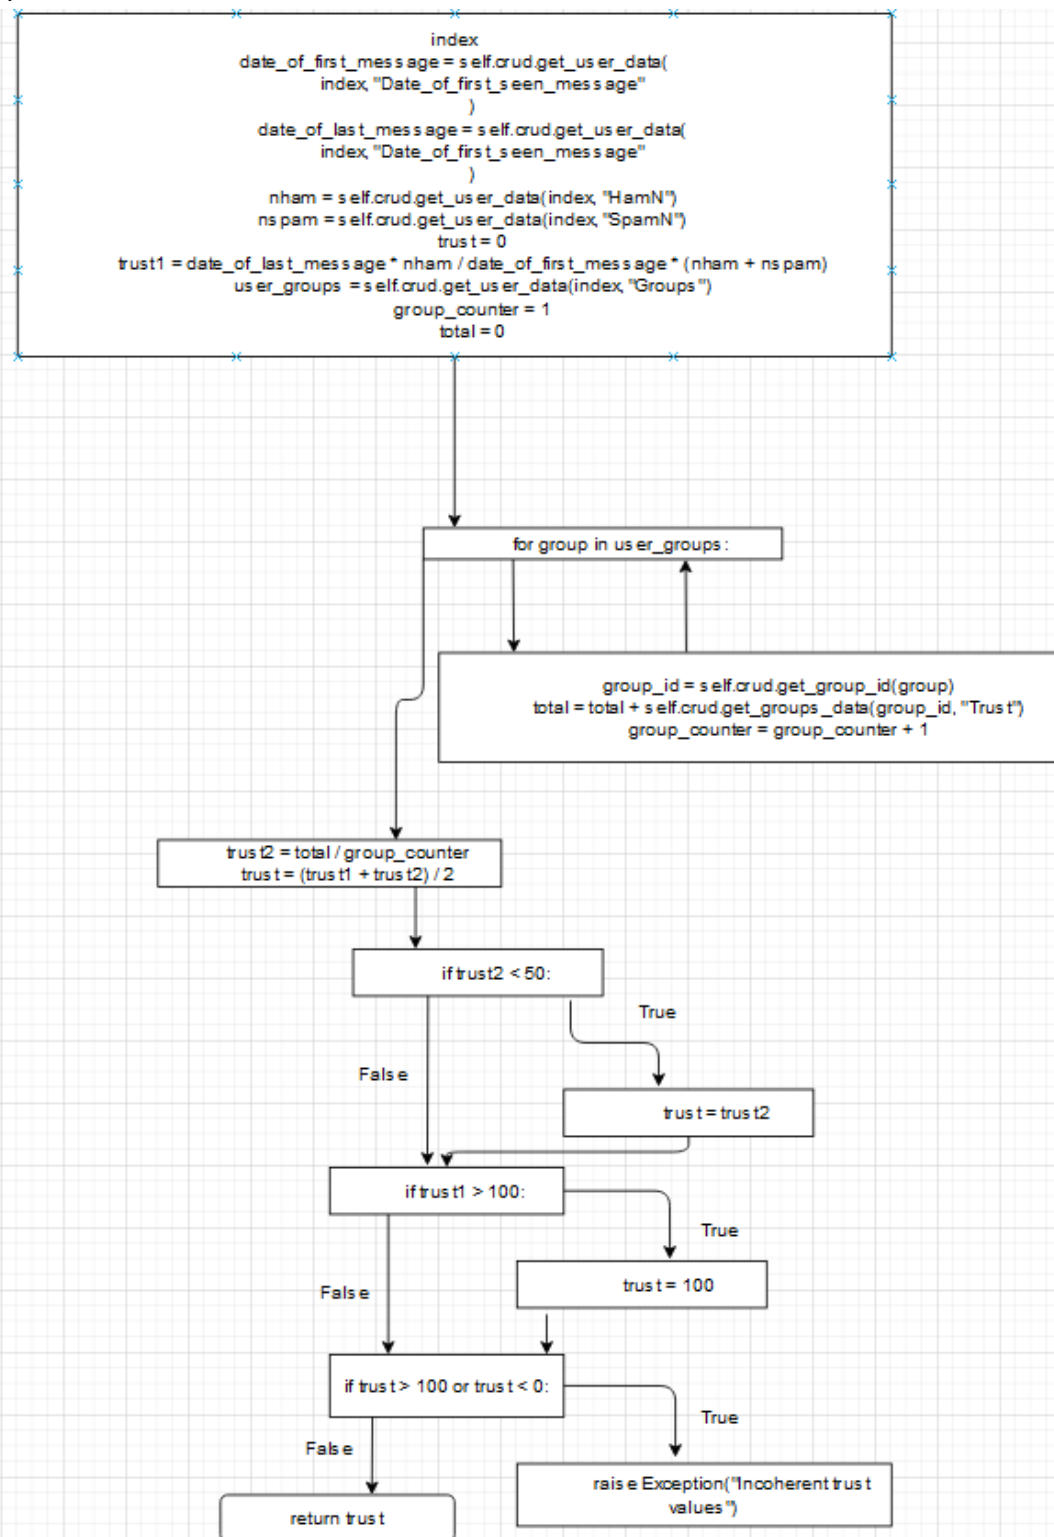 index
date_of_first_message = self.crud.get_user_data(
index, "Date_of_first_seen_message"
)
date_of_last_message = self.crud.get_user_data(
index, "Date_of_first_seen_message"
)
nham = self.crud.get_user_data(index, "HamN")
nspam = self.crud.get_user_data(index, "SpamN")
trust = 0
trust1 = date_of_last_message * nham / date_of_first_message * (nham + nspam)
user_groups = self.crud.get_user_data(index, "Groups")
group_counter = 1
total = 0
for group in user_groups:
group_id = self.crud.get_group_id(group)
total = total + self.crud.get_groups_data(group_id, "Trust")
group_counter = group_counter + 1
trust2 = total / group_counter
trust = (trust1 + trust2) / 2
if trust2 < 50:
True
False
trust = trust2
if trust1 > 100:
True
False
trust = 100
if trust > 100 or trust < 0:
True
False
raise Exception("Incoherent trust
values")
return trust